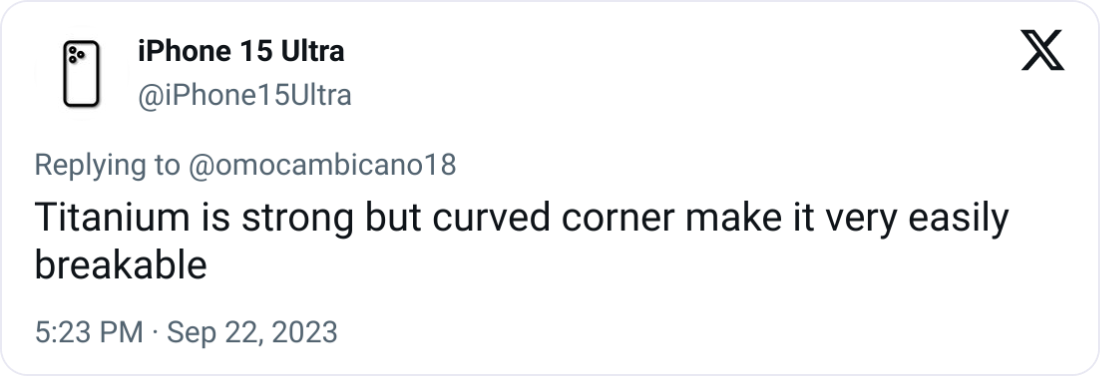 iPhone 15 Ultra
@iPhone15Ultra
Replying to @omocambicano18
Titanium is strong but curved corner make it very easily
breakable
5:23 PM · Sep 22, 2023